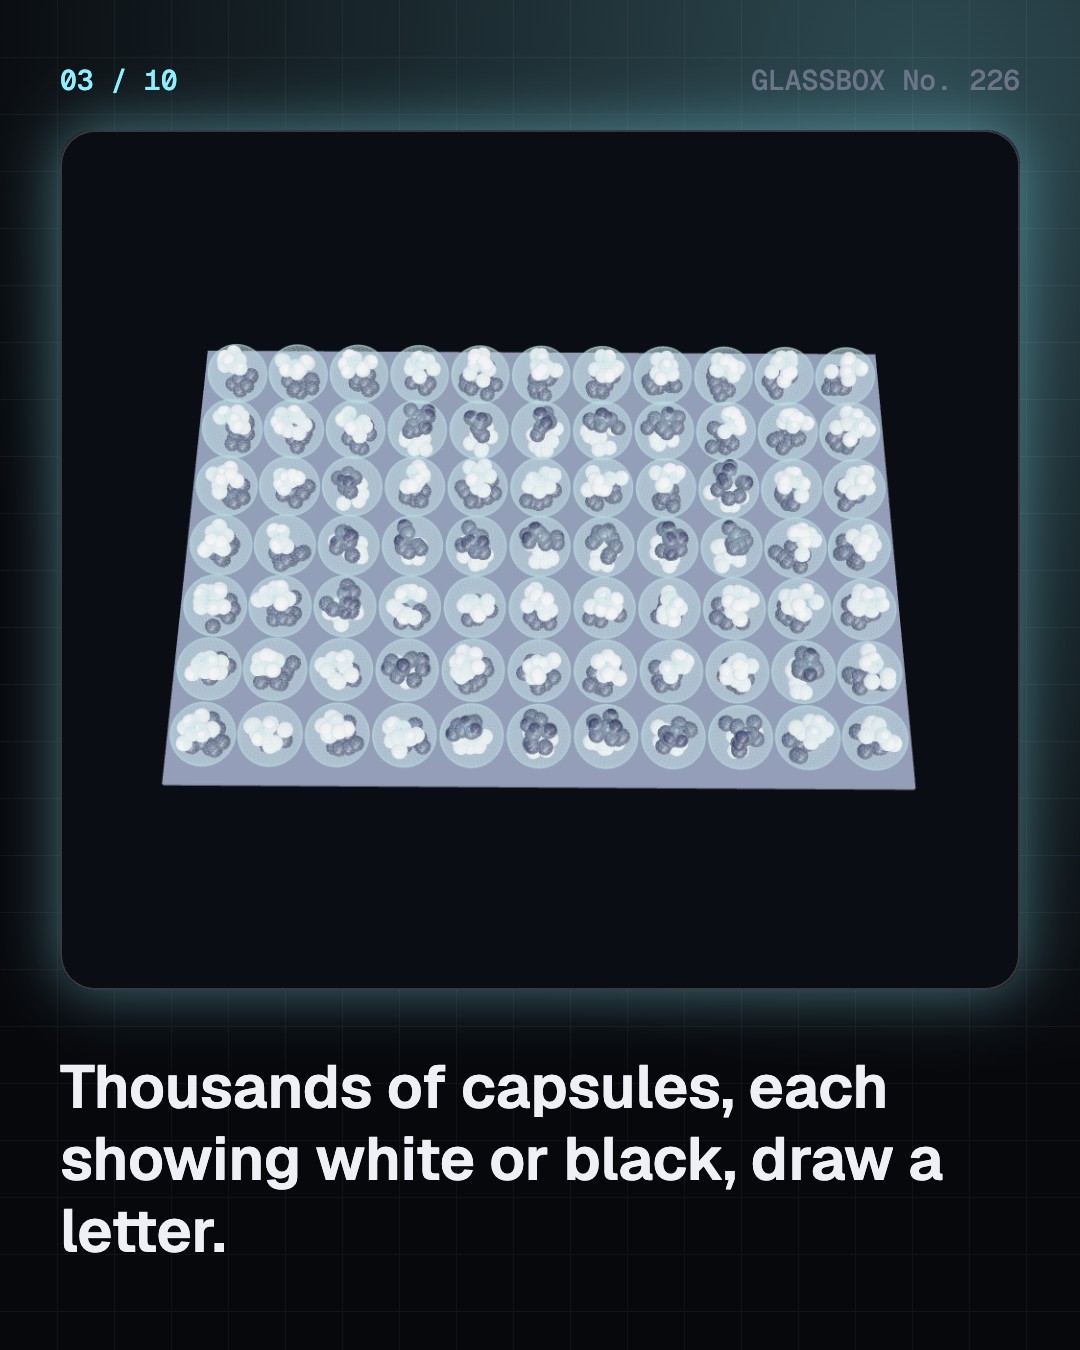 03 / 10
GLASSBOX No. 226
Thousands of capsules, each
showing white or black, draw a
letter.